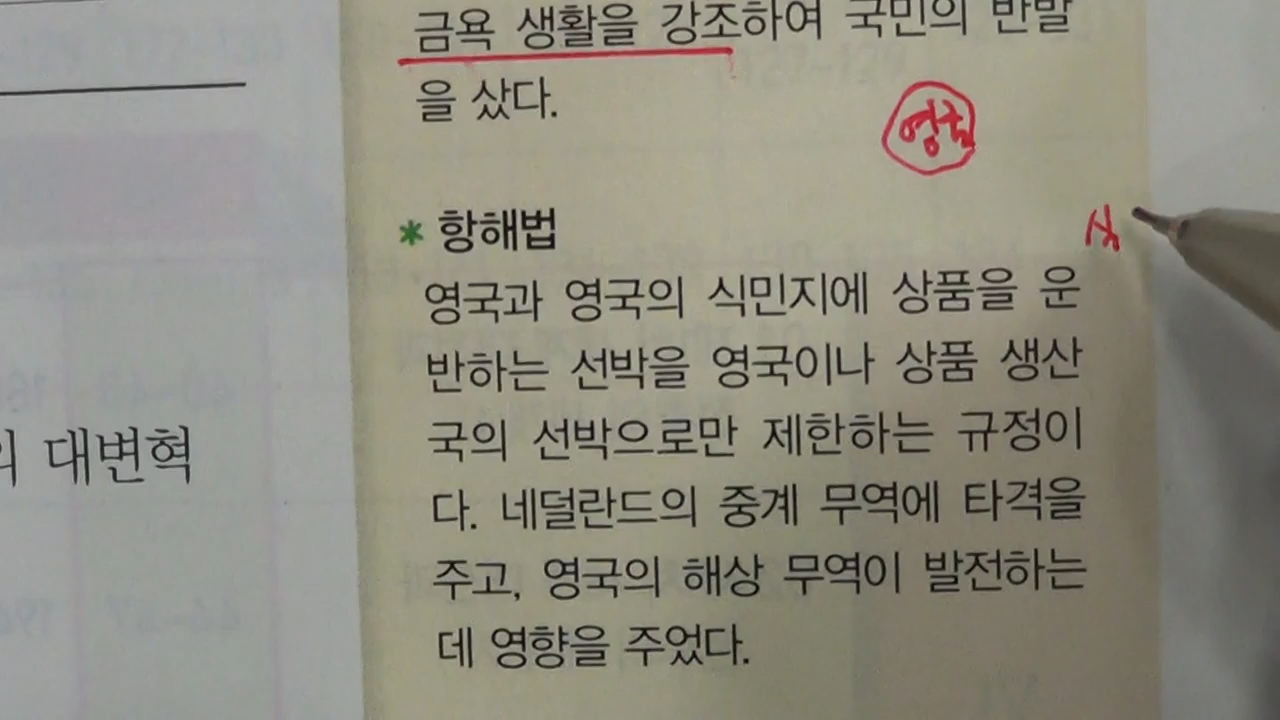 금욕 생활을 강조하여 국민의 반발
을 샀다.
영국
* 항해법
영국과 영국의 식민지에 상품을 운
반하는 선박을 영국이나 상품 생산
국의 선박으로만 제한하는 규정이
다. 네덜란드의 중계 무역에 타격을
주고, 영국의 해상 무역이 발전하는
데 영향을 주었다.
의 대변혁